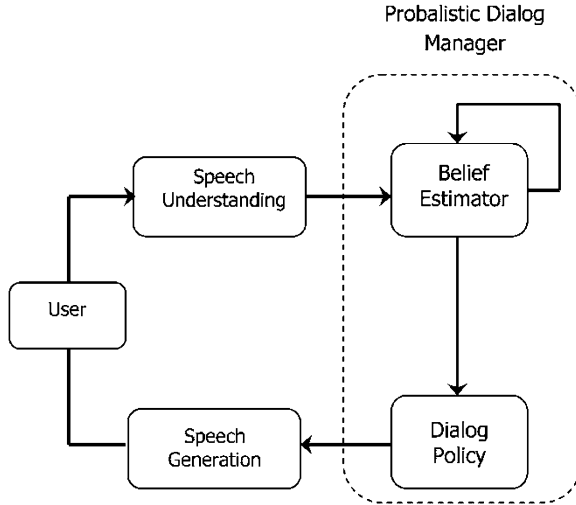 Probalistic Dialog
Manager
Speech
Understanding
Belief
Estimator
User
Speech
Generation
Dialog
Policy